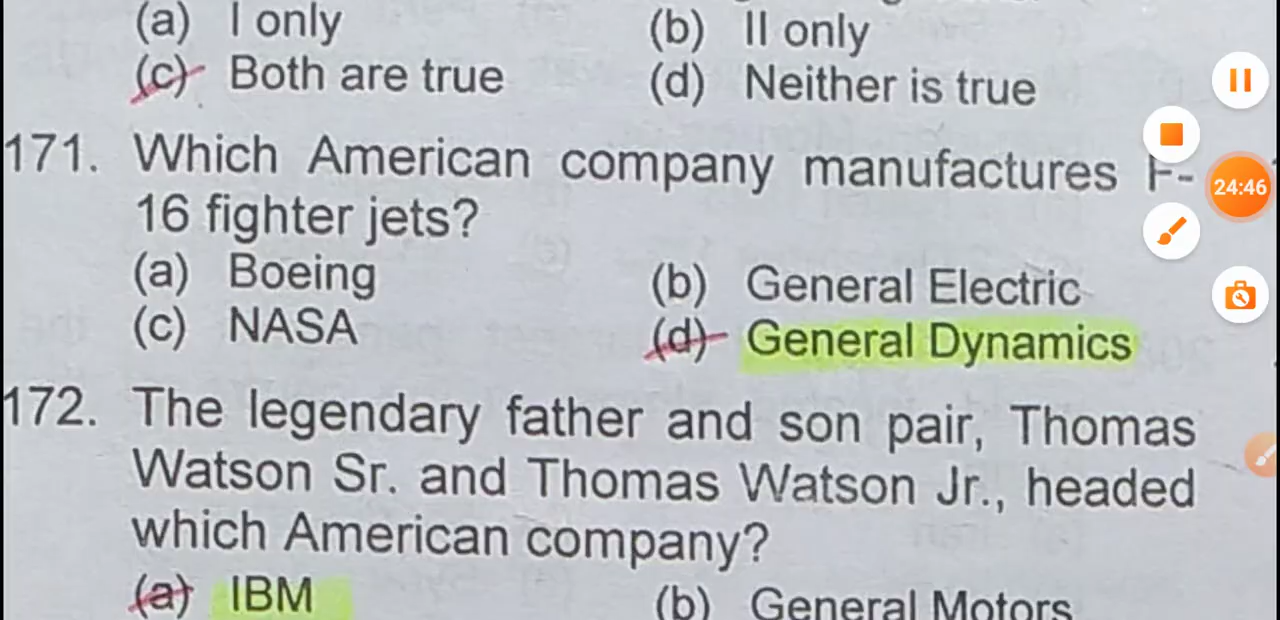 (a) I only (b) II only
(c) Both are true (d) Neither is true
171. Which American company manufactures F-
16 fighter jets?
(a) Boeing (b) General Electric
(c) NASA (d) General Dynamics
172. The legendary father and son pair, Thomas
Watson Sr. and Thomas Watson Jr., headed
which American company?
(a) IBM (b) General Motors
24:46